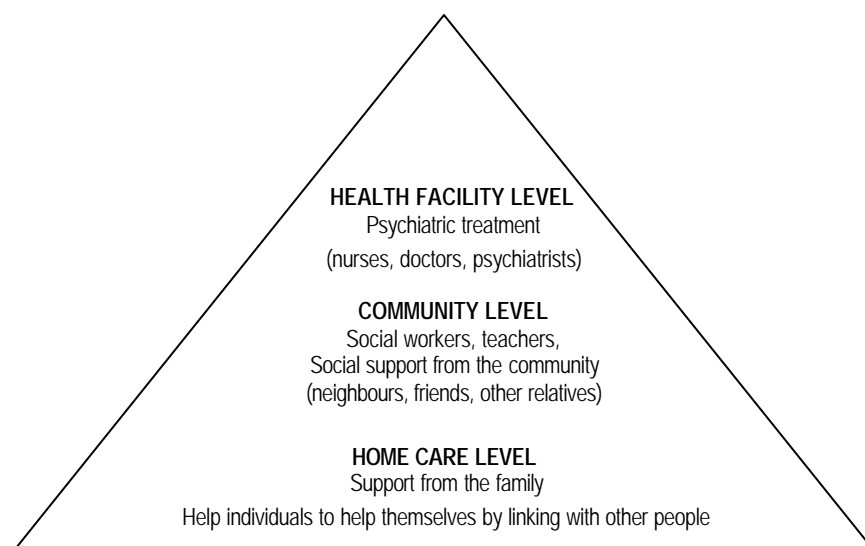 HEALTH FACILITY LEVEL
Psychiatric treatment
(nurses, doctors, psychiatrists)
COMMUNITY LEVEL
Social workers, teachers,
Social support from the community
(neighbours, friends, other relatives)
HOME CARE LEVEL
Support from the family
Help individuals to help themselves by linking with other people